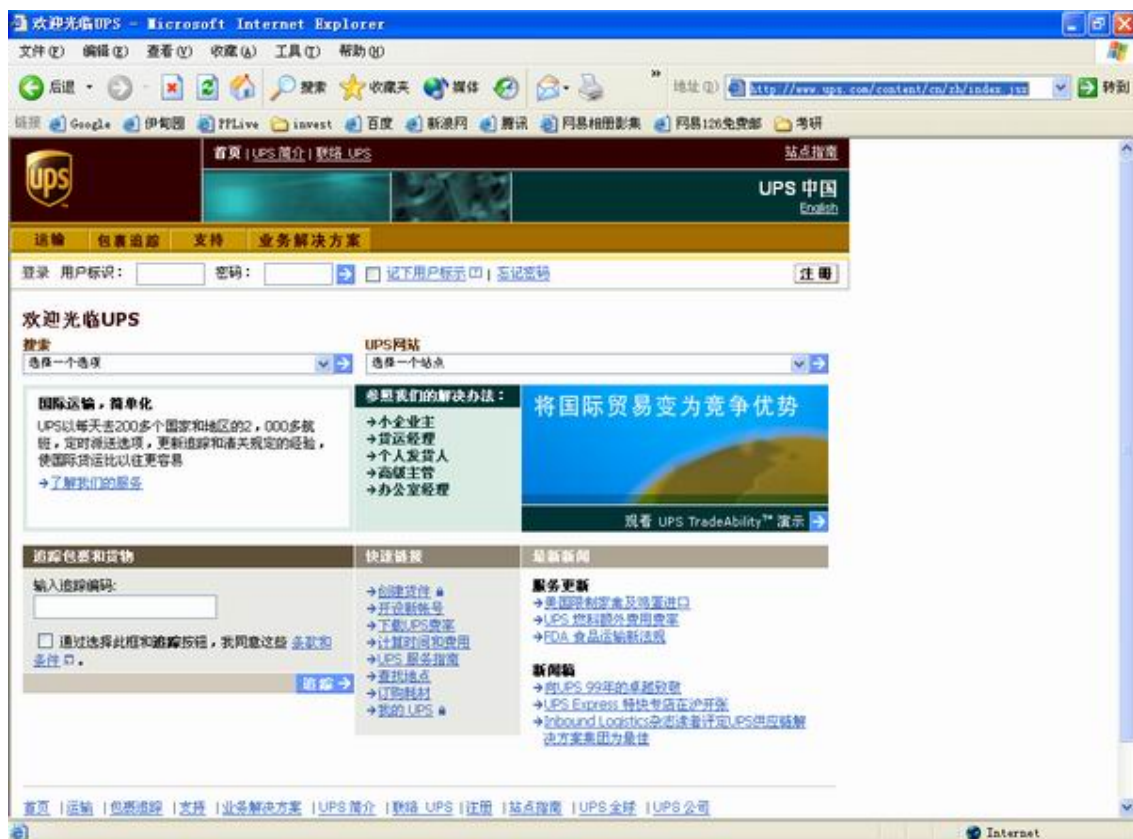 欢迎光临UPS - Microsoft Internet Explorer
文件(F) 编辑(E) 查看(V) 收藏(A) 工具(T) 帮助(H)
后退 搜索 收藏夹 媒体 » 地址(D) http://www.ups.com/content/cn/zh/index.jsx 转到
链接 Google 伊甸园 PPLive invest 百度 新浪网 腾讯 网易相册影集 网易126免费邮 考研
首页 | UPS 简介 | 联络 UPS 站点指南
ups
UPS 中国
English
运输 包裹追踪 支持 业务解决方案
登录 用户标识： 密码： 记下用户标示 | 忘记密码 注册
欢迎光临UPS
搜索 UPS网站
选择一个选项 选择一个站点
国际运输，简单化
UPS以每天去200多个国家和地区的2，000多航
班，定时递送选项，更新追踪和清关规定的经验，
使国际货运比以往更容易
→了解我们的服务
参照我们的解决办法：
→小企业主
→货运经理
→个人发货人
→高级主管
→办公室经理
将国际贸易变为竞争优势
观看 UPS TradeAbility™ 演示
追踪包裹和货物
输入追踪编码:
通过选择此框和追踪按钮，我同意这些 条款和
条件。
追踪
快速链接
→创建货件
→开设新帐号
→下载UPS费率
→计算时间和费用
→UPS 服务指南
→查找地点
→订购耗材
→我的 UPS
最新新闻
服务更新
→美国限制家禽及鸡蛋进口
→UPS 燃料额外费用费率
→FDA 食品运输新法规
新闻稿
→向UPS 99年的卓越致敬
→UPS Express 特快专店在沪开张
→Inbound Logistics杂志读者评定UPS供应链解
决方案集团为最佳
首页 | 运输 | 包裹追踪 | 支持 | 业务解决方案 | UPS 简介 | 联络 UPS | 注册 | 站点指南 | UPS 全球 | UPS 公司
Internet